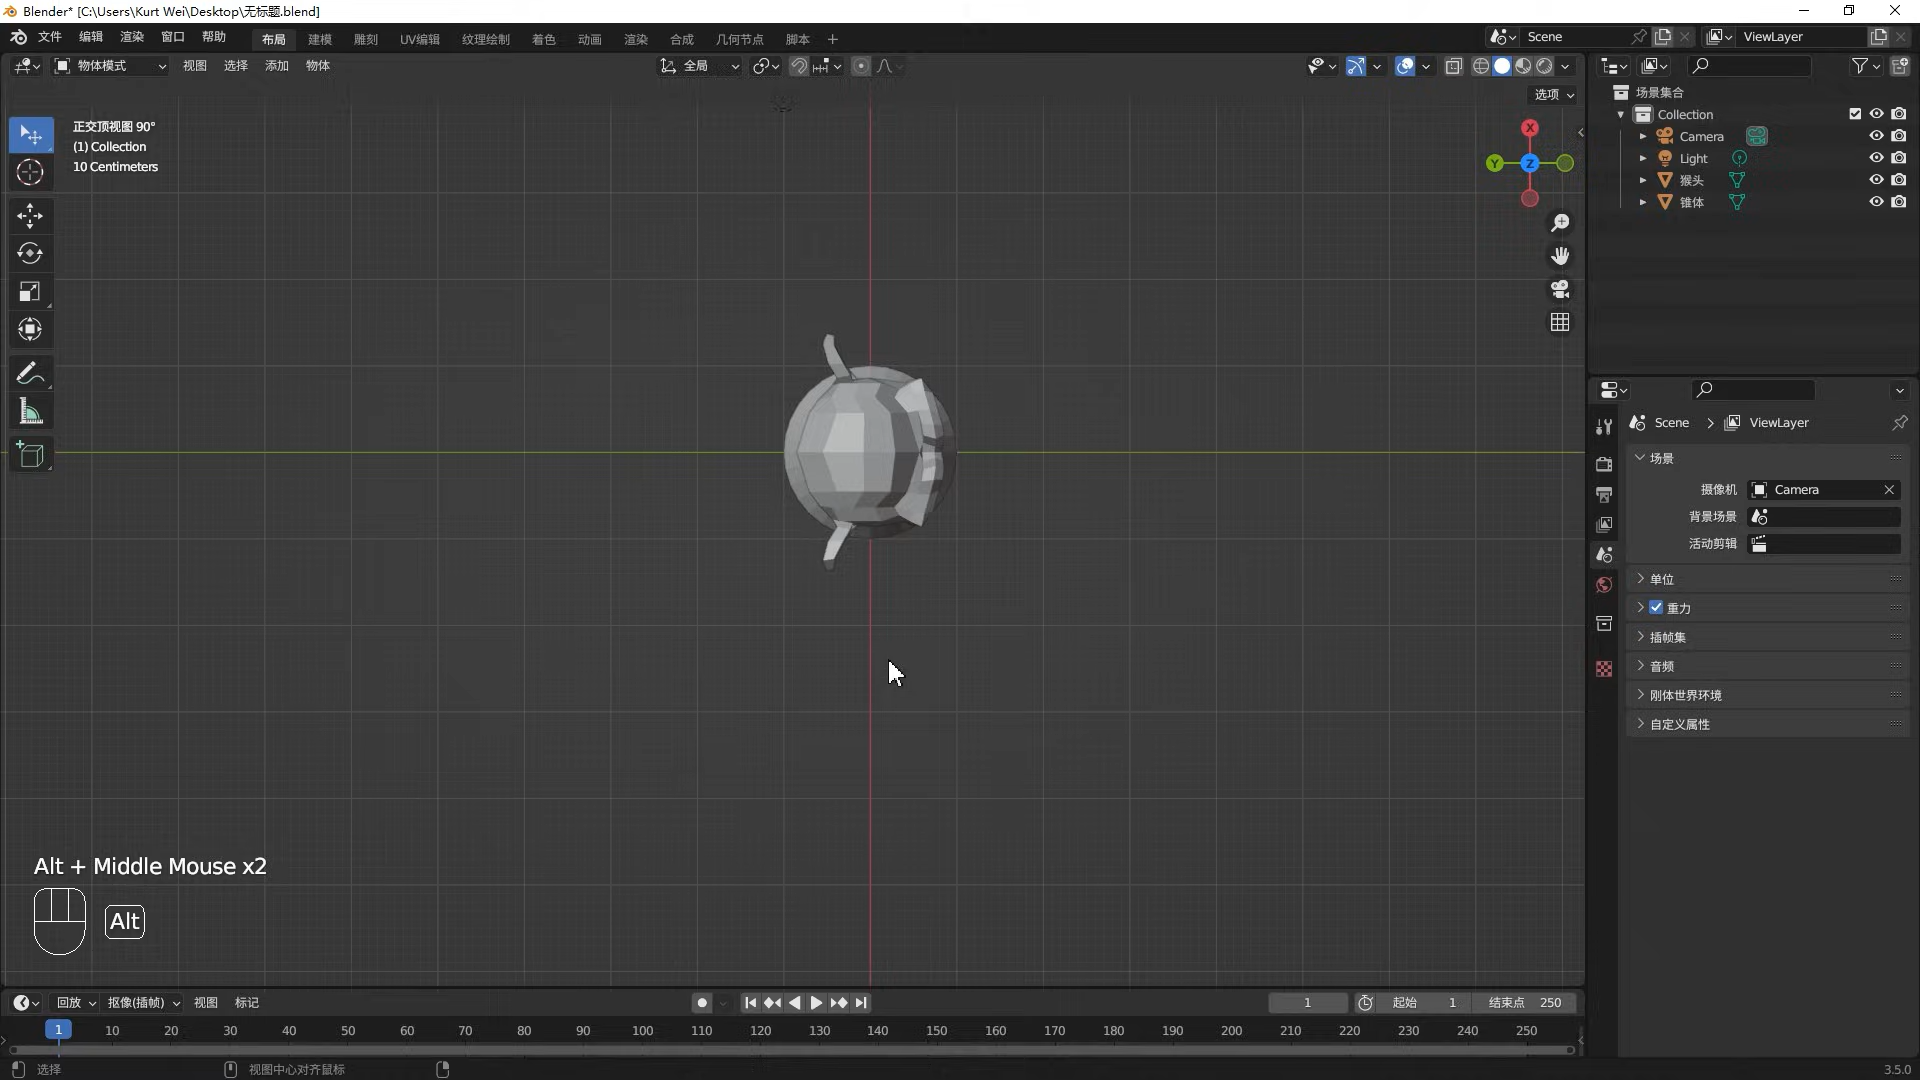 Blender* [C:\Users\Kurt Wei\Desktop\无标题.blend]
文件 编辑 渲染 窗口 帮助 布局 建模 雕刻 UV编辑 纹理绘制 着色 动画 渲染 合成 几何节点 脚本 + Scene ViewLayer
物体模式 视图 选择 添加 物体 全局
选项
正交顶视图 90°
(1) Collection
10 Centimeters
X
Y
Z
场景集合
Collection
Camera
Light
猴头
锥体
Scene > ViewLayer
场景
摄像机 Camera
背景场景
活动剪辑
单位
重力
插帧集
音频
刚体世界环境
自定义属性
Alt + Middle Mouse x2
Alt
回放 抠像(插帧) 视图 标记 1 起始 1 结束点 250
1 10 20 30 40 50 60 70 80 90 100 110 120 130 140 150 160 170 180 190 200 210 220 230 240 250
选择 视图中心对齐鼠标 3.5.0